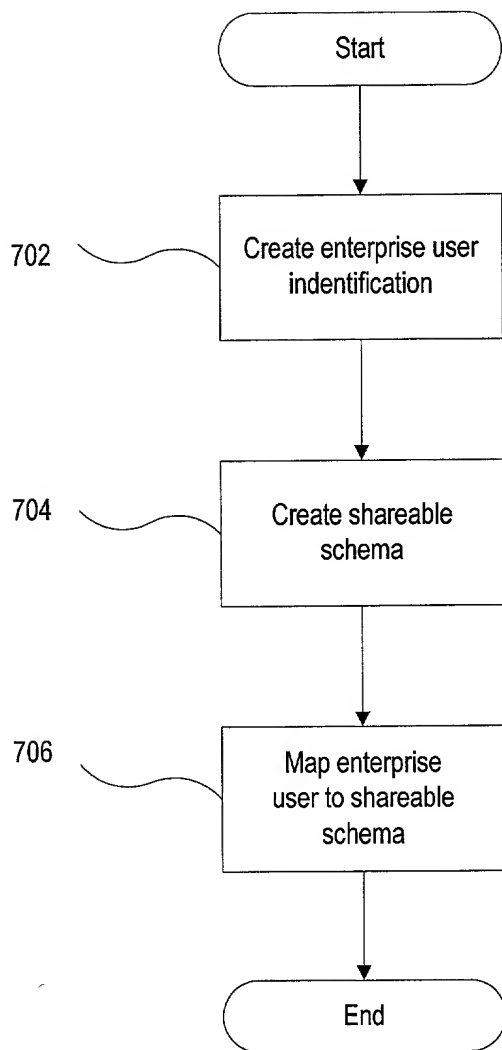 Start
702
Create enterprise user
indentification
704
Create shareable
schema
706
Map enterprise
user to shareable
schema
End